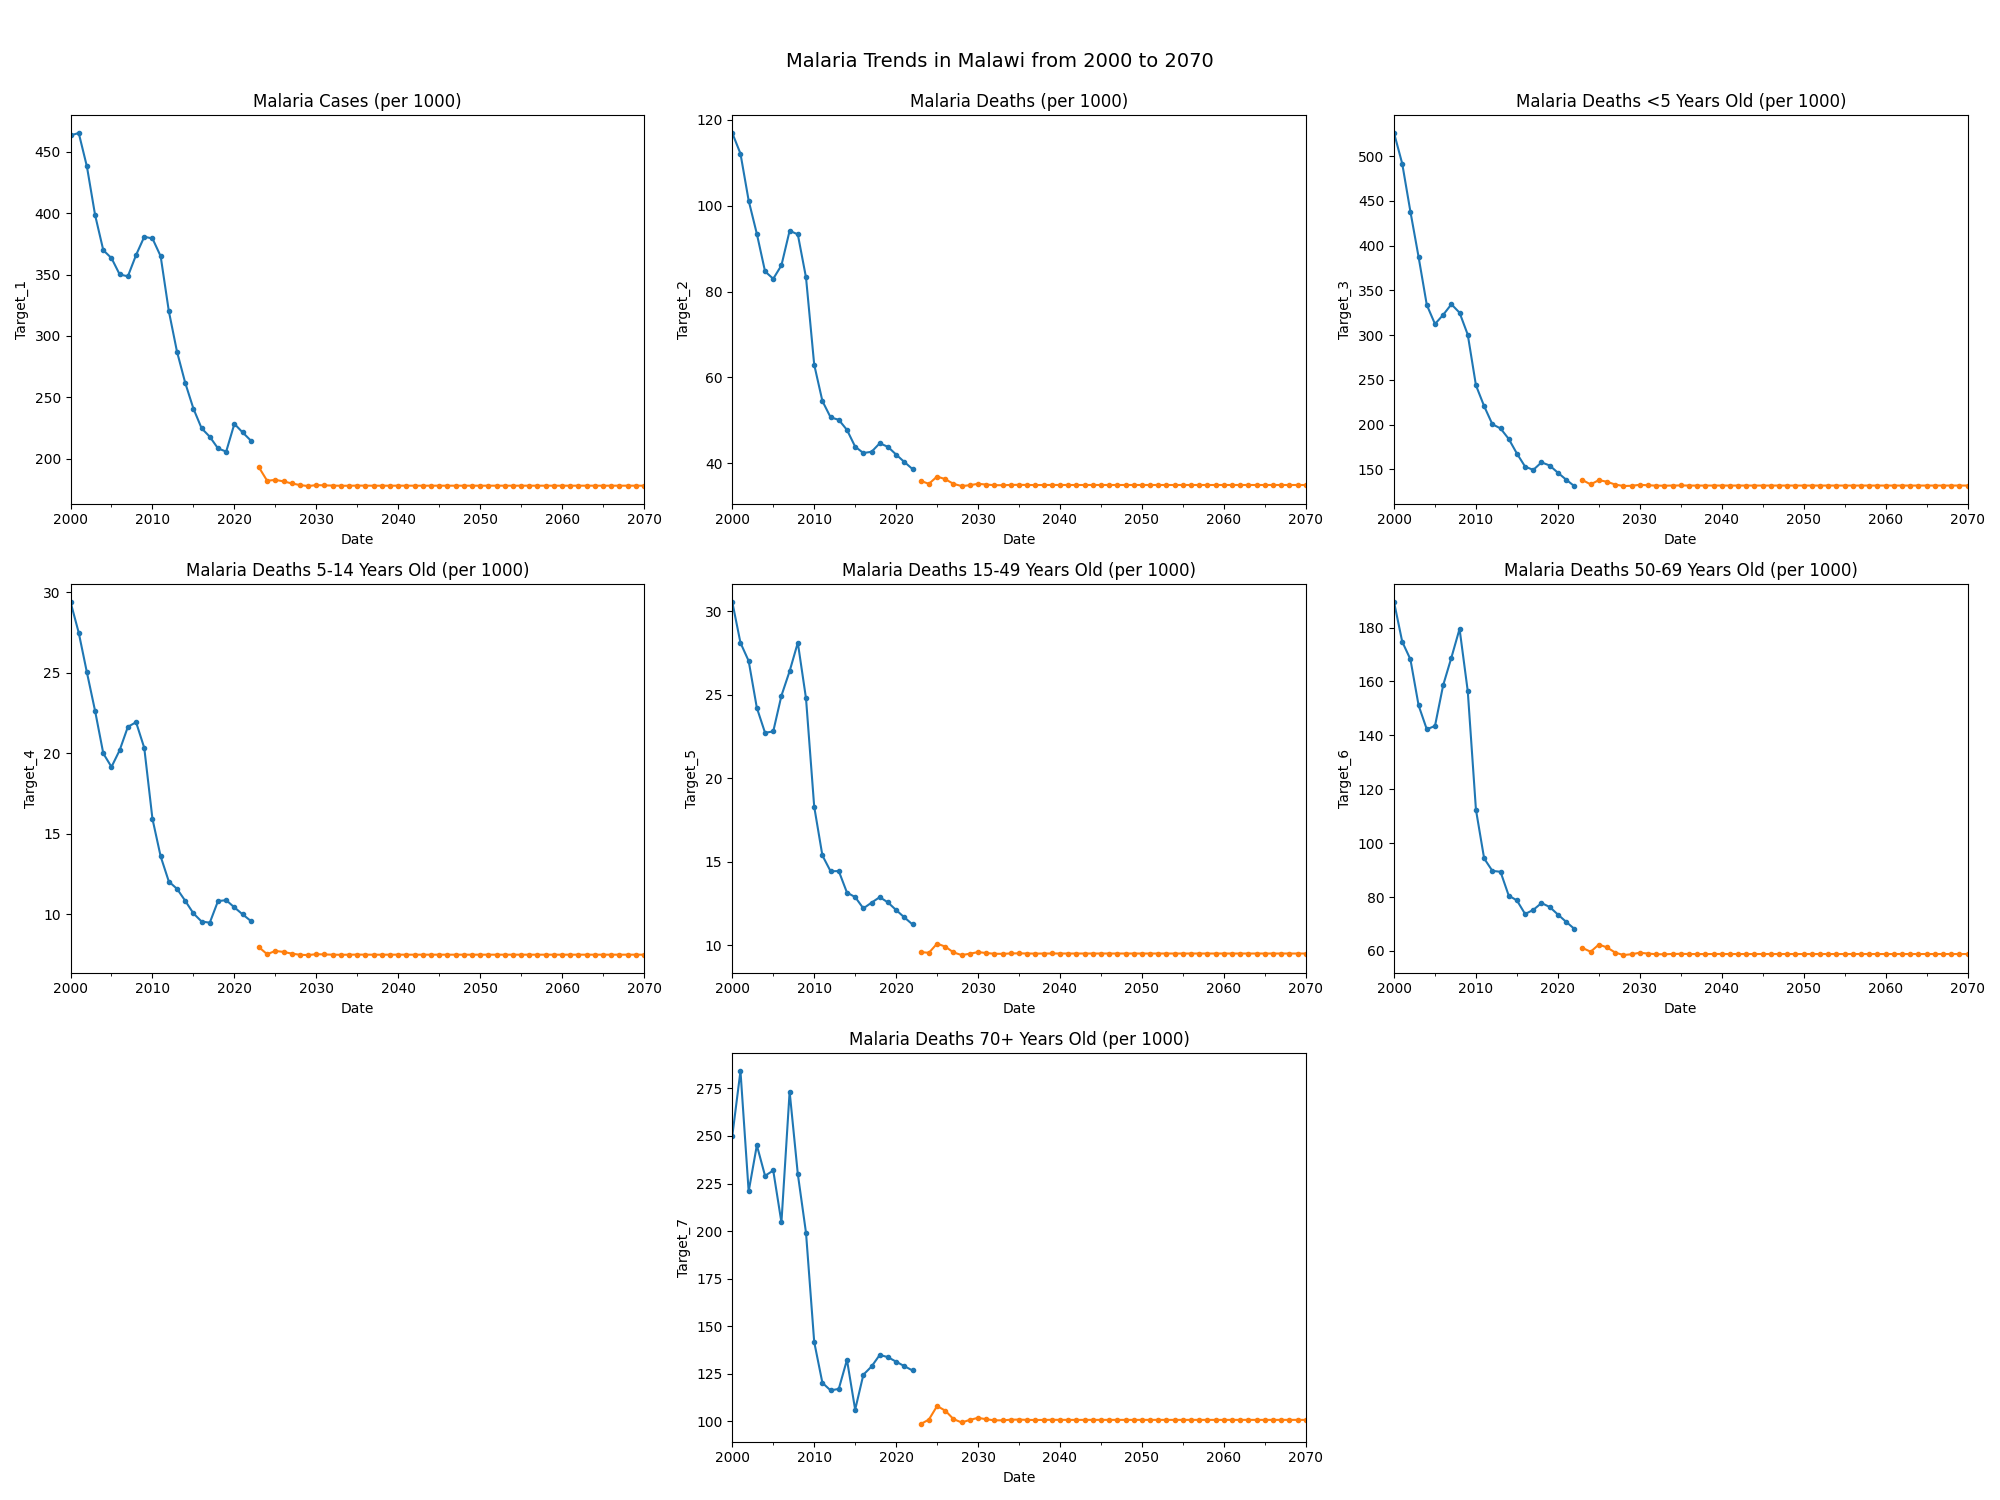 Malaria Trends in Malawi from 2000 to 2070
Malaria Cases (per 1000)
Target_1
450
400
350
300
250
200
2000 2010 2020 2030 2040 2050 2060 2070
Date
Malaria Deaths (per 1000)
Target_2
120
100
80
60
40
2000 2010 2020 2030 2040 2050 2060 2070
Date
Malaria Deaths <5 Years Old (per 1000)
Target_3
500
450
400
350
300
250
200
150
2000 2010 2020 2030 2040 2050 2060 2070
Date
Malaria Deaths 5-14 Years Old (per 1000)
Target_4
30
25
20
15
10
2000 2010 2020 2030 2040 2050 2060 2070
Date
Malaria Deaths 15-49 Years Old (per 1000)
Target_5
30
25
20
15
10
2000 2010 2020 2030 2040 2050 2060 2070
Date
Malaria Deaths 50-69 Years Old (per 1000)
Target_6
180
160
140
120
100
80
60
2000 2010 2020 2030 2040 2050 2060 2070
Date
Malaria Deaths 70+ Years Old (per 1000)
Target_7
275
250
225
200
175
150
125
100
2000 2010 2020 2030 2040 2050 2060 2070
Date